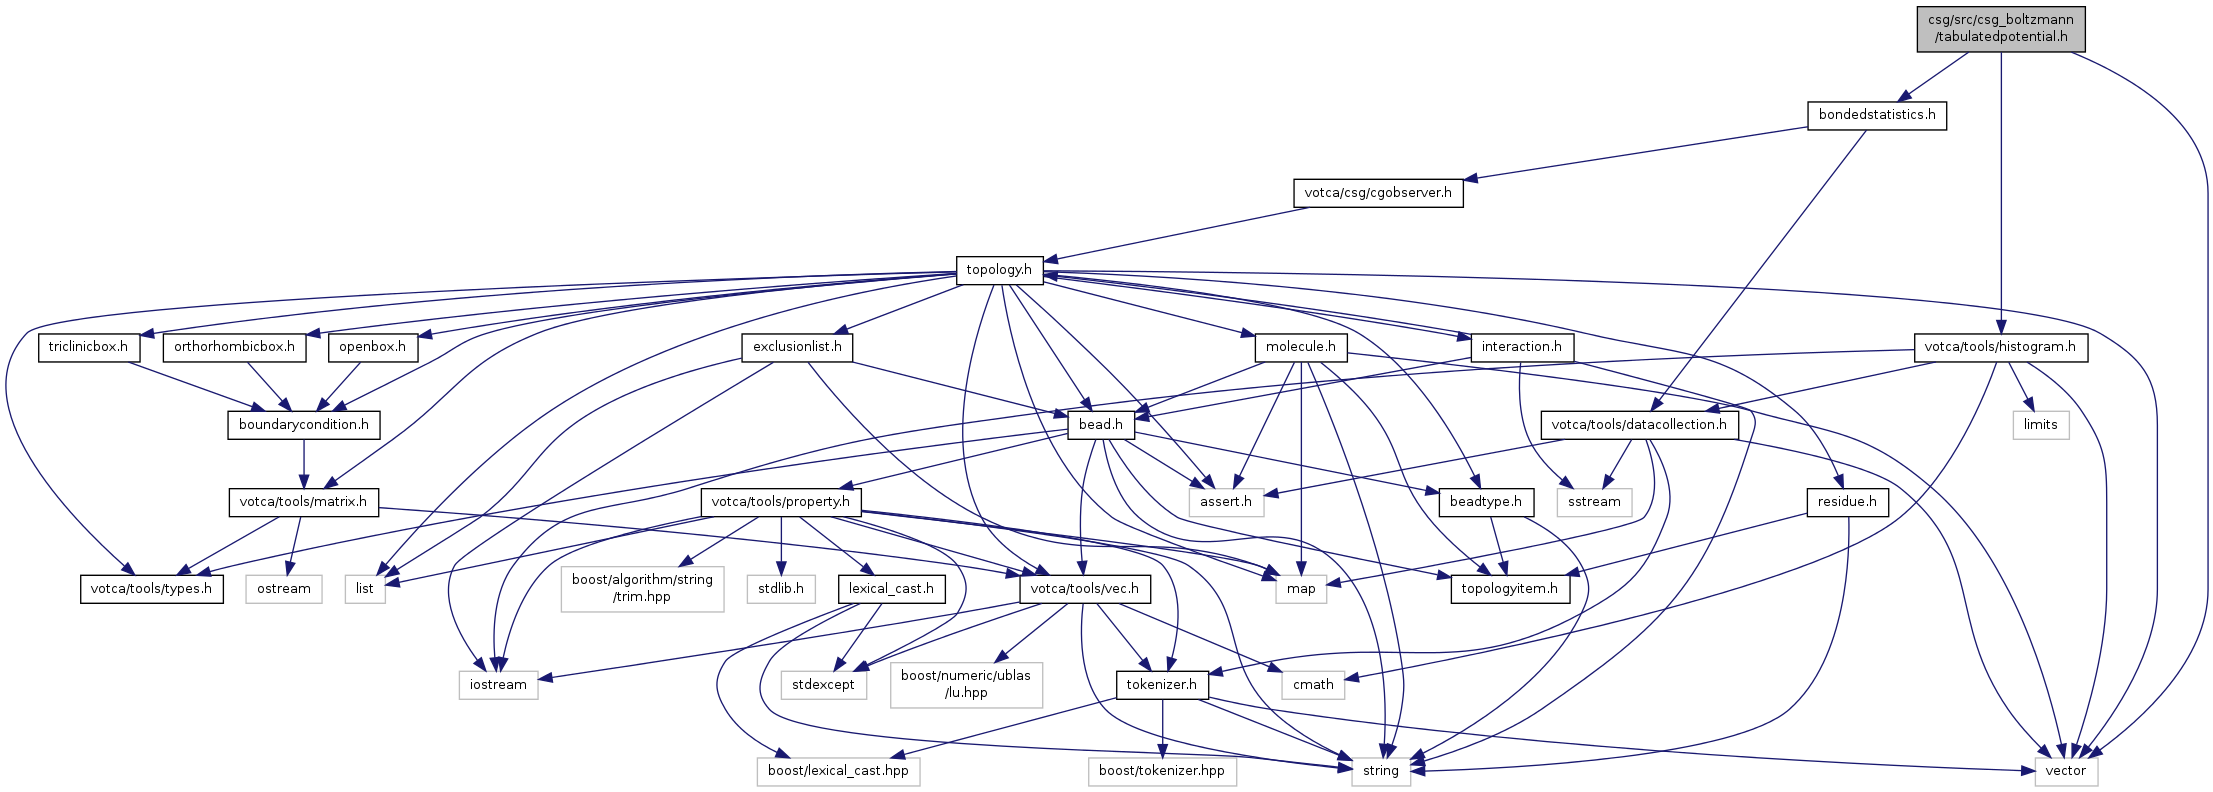 csg/src/csg_boltzmann
/tabulatedpotential.h
bondedstatistics.h
votca/csg/cgobserver.h
topology.h
triclinicbox.h
orthorhombicbox.h
openbox.h
exclusionlist.h
molecule.h
interaction.h
votca/tools/histogram.h
boundarycondition.h
bead.h
votca/tools/datacollection.h
limits
votca/tools/matrix.h
votca/tools/property.h
assert.h
beadtype.h
sstream
residue.h
votca/tools/types.h
ostream
list
boost/algorithm/string
/trim.hpp
stdlib.h
lexical_cast.h
votca/tools/vec.h
map
topologyitem.h
iostream
stdexcept
boost/numeric/ublas
/lu.hpp
tokenizer.h
cmath
boost/lexical_cast.hpp
boost/tokenizer.hpp
string
vector